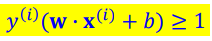 y⁽ⁱ⁾(𝐰 · 𝐱⁽ⁱ⁾ + b) ≥ 1